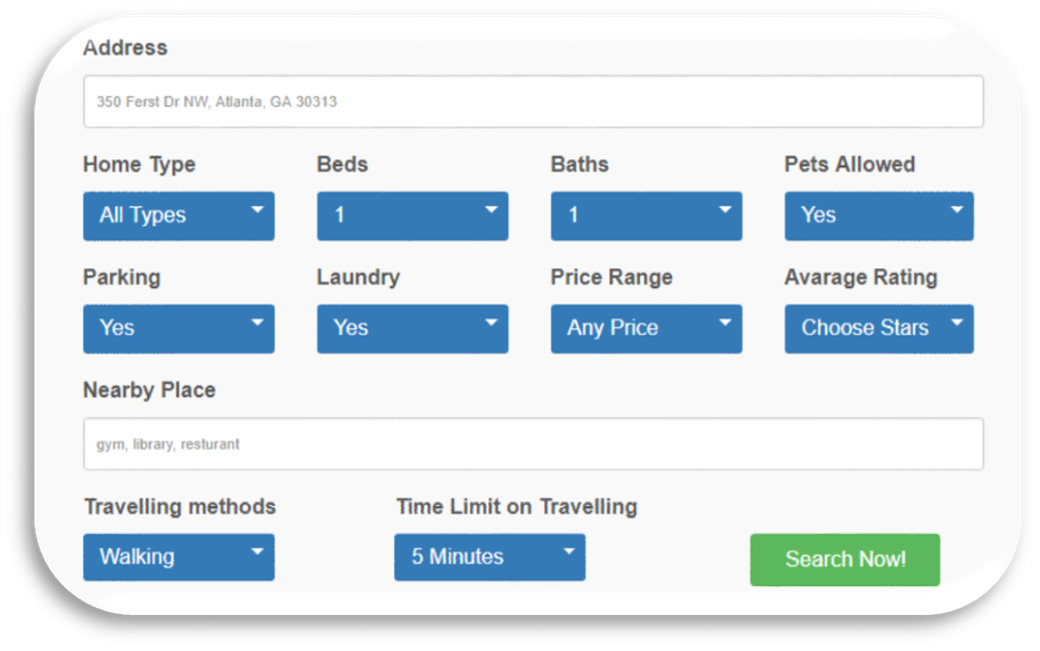 Address
350 Ferst Dr NW, Atlanta, GA 30313
Home Type Beds Baths Pets Allowed
All Types 1 1 Yes
Parking Laundry Price Range Avarage Rating
Yes Yes Any Price Choose Stars
Nearby Place
gym, library, resturant
Travelling methods Time Limit on Travelling
Walking 5 Minutes Search Now!